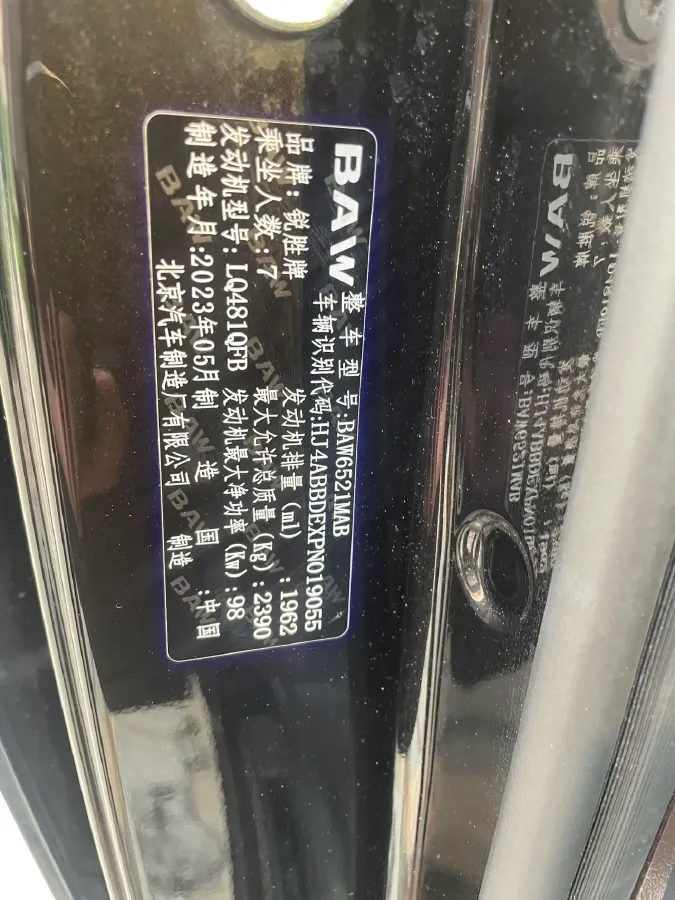 BAW 整车型号:BAW6521MAB
车辆识别代码:HJ4ABBDEXPN019055
品牌:锐胜牌 发动机排量(ml):1962
乘坐人数:7 最大允许总质量(Kg):2390
发动机型号:LQ481QFB 发动机最大净功率(Kw):98
制造年月:2023年05月 制造国:中国
北京汽车制造厂有限公司 制造